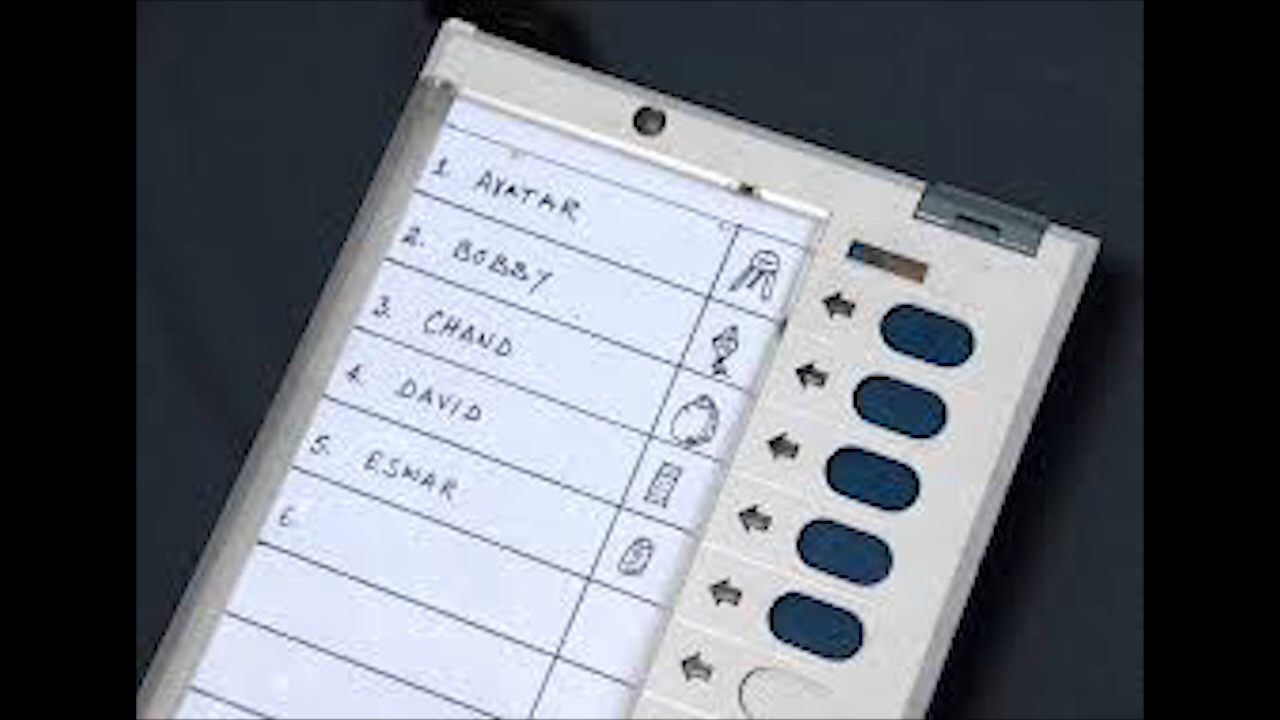 1. AVATAR
2. BOBBY
3. CHAND
4. DAVID
5. ESWAR
6.